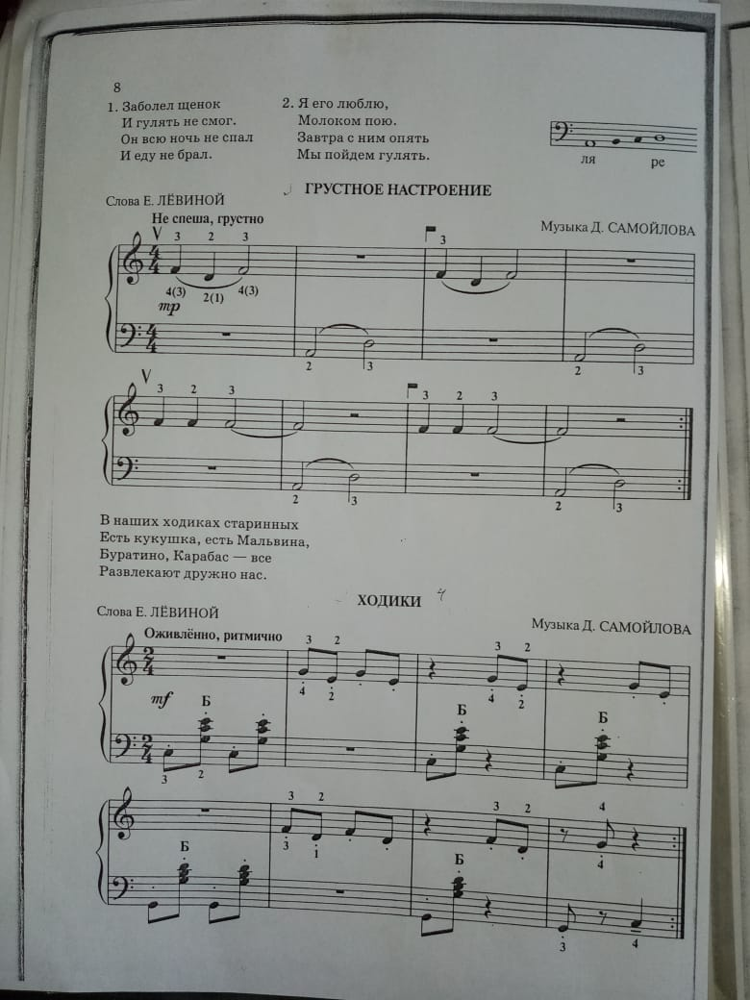 8
1. Заболел щенок
И гулять не смог.
Он всю ночь не спал
И еду не брал.
2. Я его люблю,
Молоком пою.
Завтра с ним опять
Мы пойдем гулять.
ля ре
ГРУСТНОЕ НАСТРОЕНИЕ
Слова Е. ЛЁВИНОЙ
Музыка Д. САМОЙЛОВА
Не спеша, грустно
V 3 2 3 3
4 4
4(3) 2(1) 4(3)
mp
2 3 2 3
V 3 2 3 3 2 3
2 3 2 3
В наших ходиках старинных
Есть кукушка, есть Мальвина,
Буратино, Карабас — все
Развлекают дружно нас.
ХОДИКИ 4
Слова Е. ЛЁВИНОЙ
Музыка Д. САМОЙЛОВА
Оживлённо, ритмично
3 2 3 2
2 4
4 2 4 2
mf Б Б Б
3 2
3 2 3 2 4
3 1 4
Б Б Б
3 4